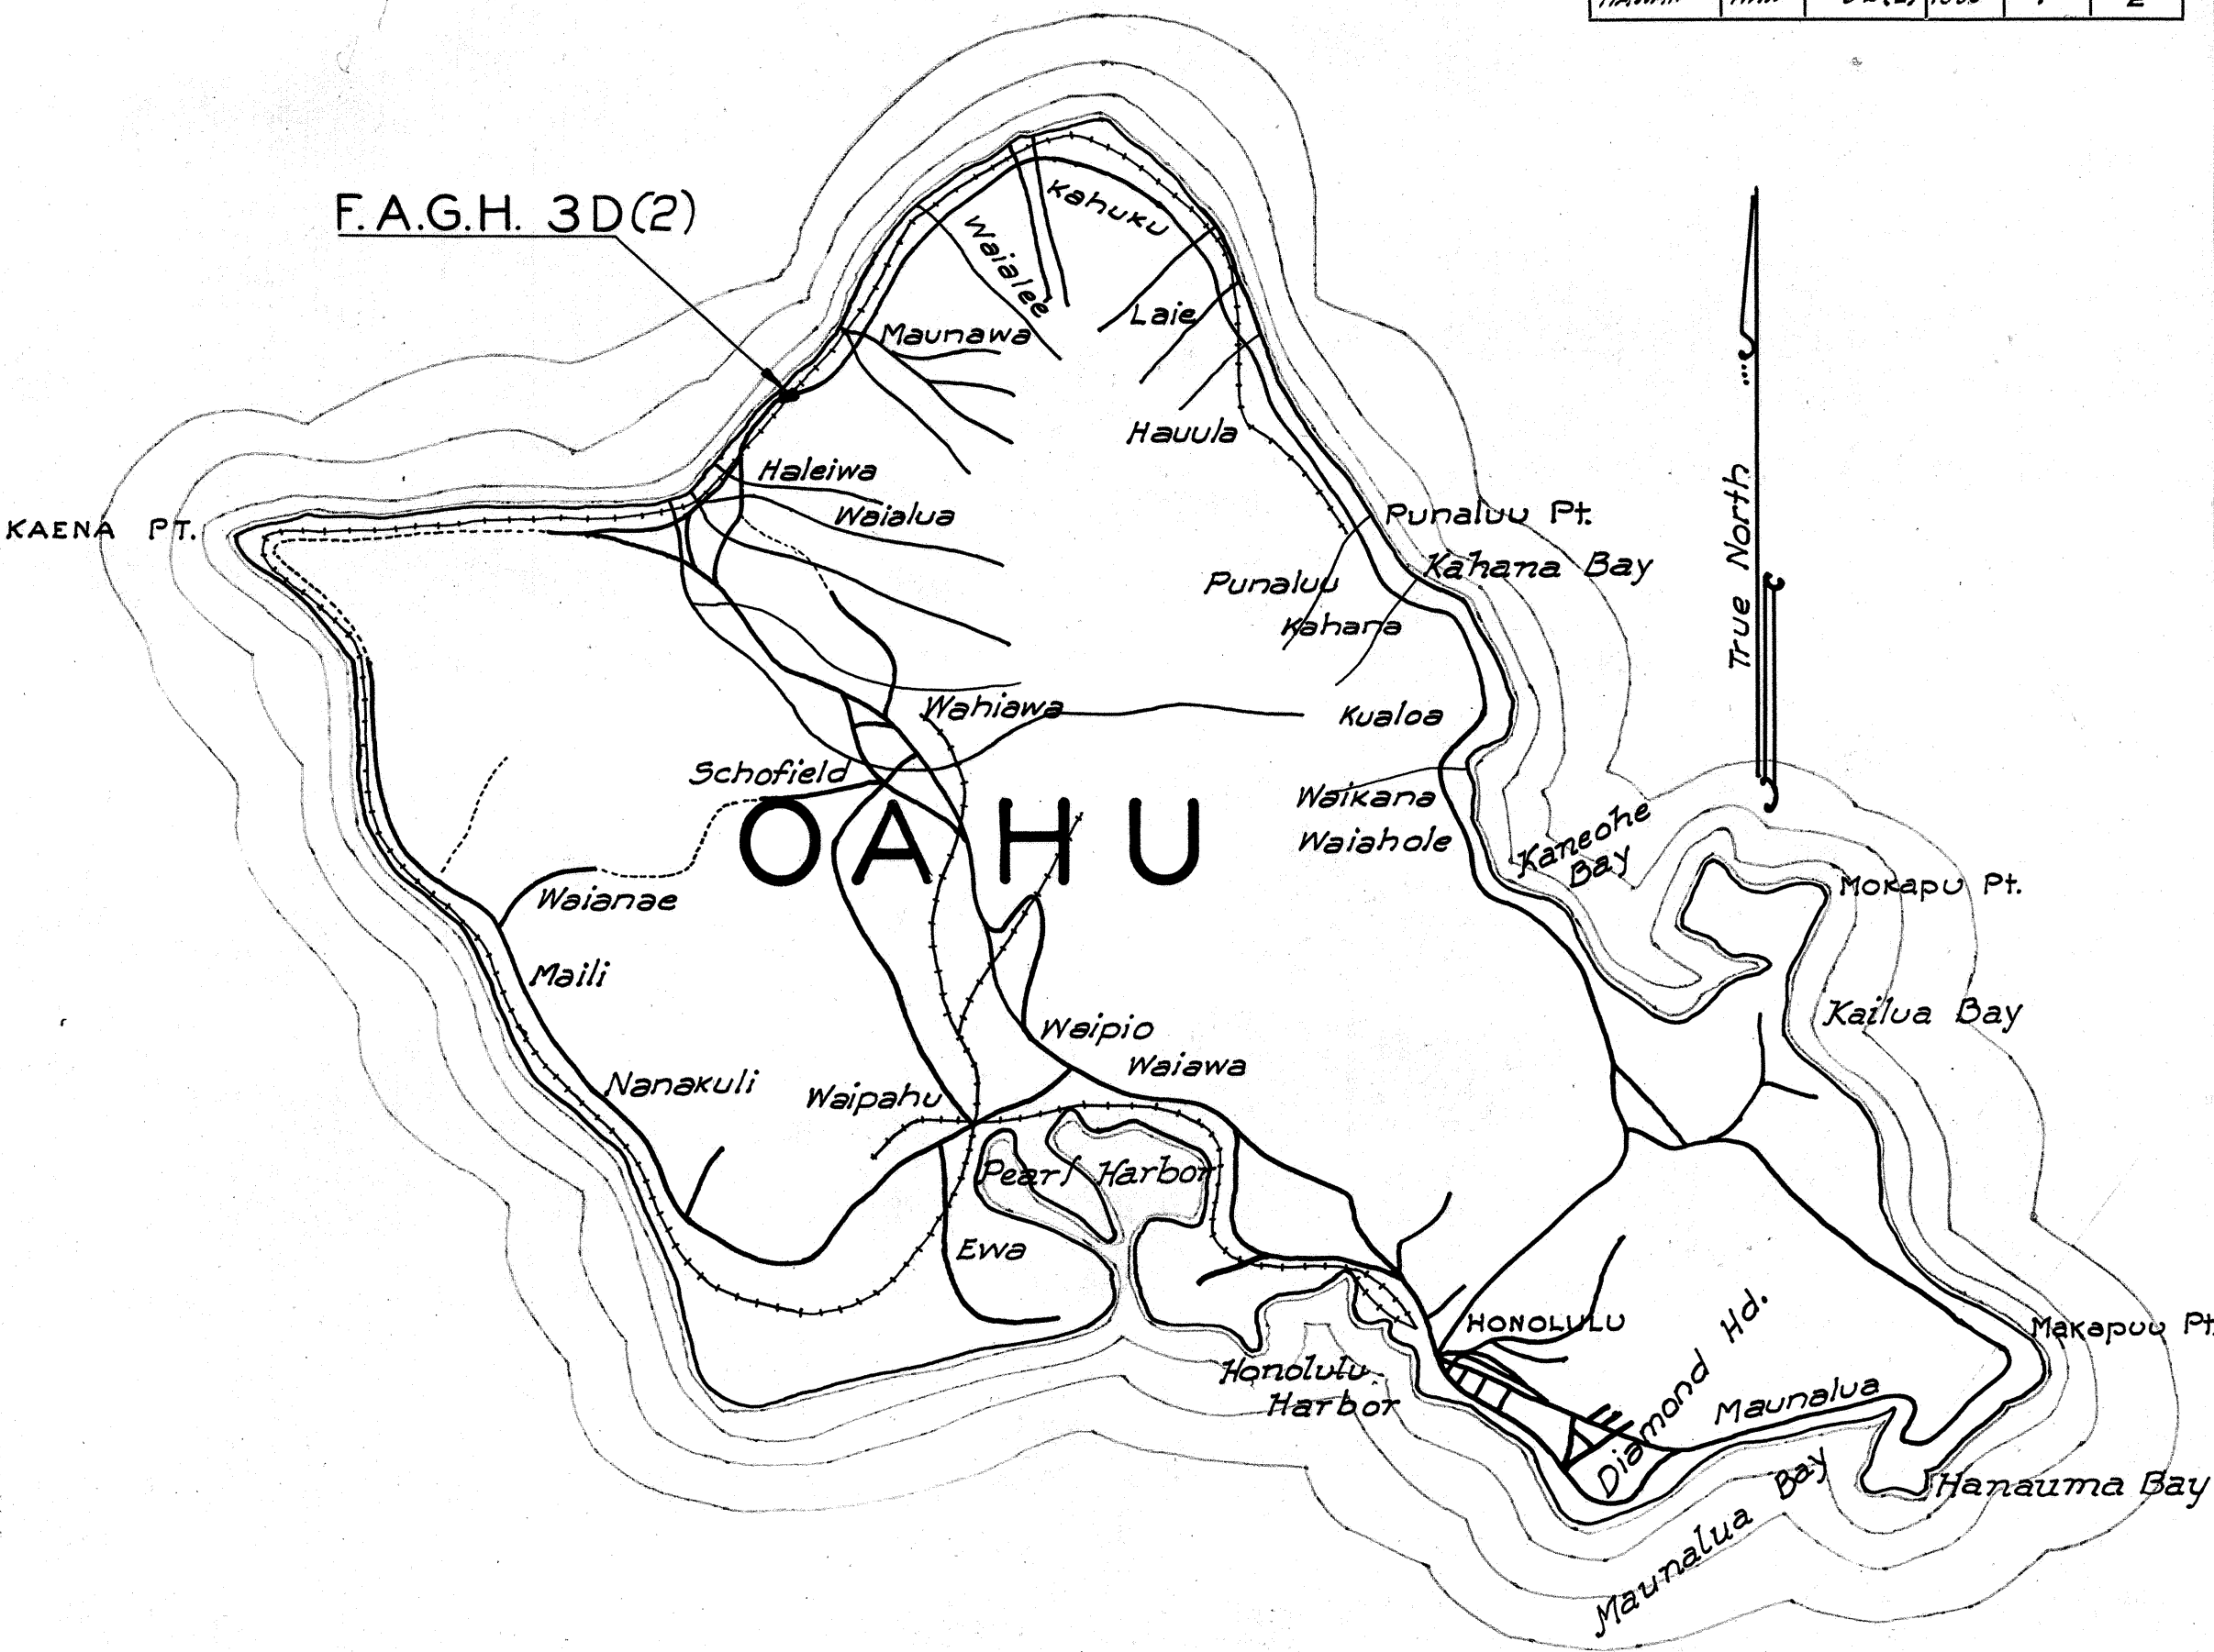 F.A.G.H. 3D(2)
Kahuku
Waialee
Laie
Maunawa
Hauula
Haleiwa
Waialua
KAENA PT.
Punaluu Pt.
Kahana Bay
Punaluu
Kahana
True North
Wahiawa
Kualoa
Schofield
OAHU
Waikana
Waiahole
Kaneohe
Bay
Mokapu Pt.
Waianae
Maili
Kailua Bay
Waipio
Waiawa
Nanakuli
Waipahu
Pearl Harbor
Ewa
HONOLULU
Diamond Hd.
Makapuu Pt.
Honolulu
Harbor
Maunalua
Maunalua Bay
Hanauma Bay